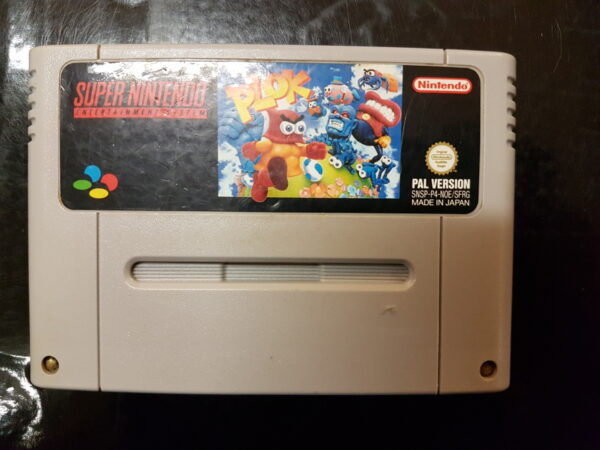 SUPER NINTENDO
ENTERTAINMENT SYSTEM
PLOK
Nintendo
PAL VERSION
SNSP-P4-NOE/SFRG
MADE IN JAPAN